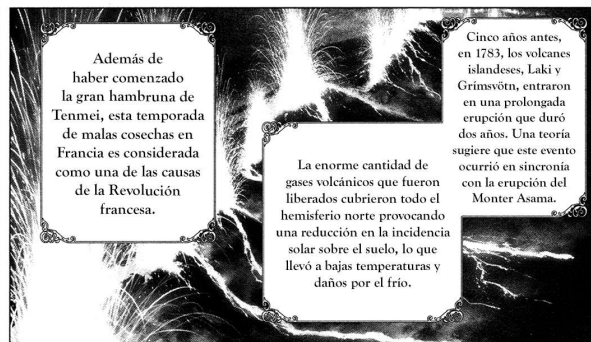 Cinco años antes,
en 1783, los volcanes
islandeses, Laki y
Grímsvötn, entraron
en una prolongada
erupción que duró
dos años. Una teoría
sugiere que este evento
ocurrió en sincronía
con la erupción del
Monter Asama.
La enorme cantidad de
gases volcánicos que fueron
liberados cubrieron todo el
hemisferio norte provocando
una reducción en la incidencia
solar sobre el suelo, lo que
llevó a bajas temperaturas y
daños por el frío.
Además de
haber comenzado
la gran hambruna de
Tenmei, esta temporada
de malas cosechas en
Francia es considerada
como una de las causas
de la Revolución
francesa.